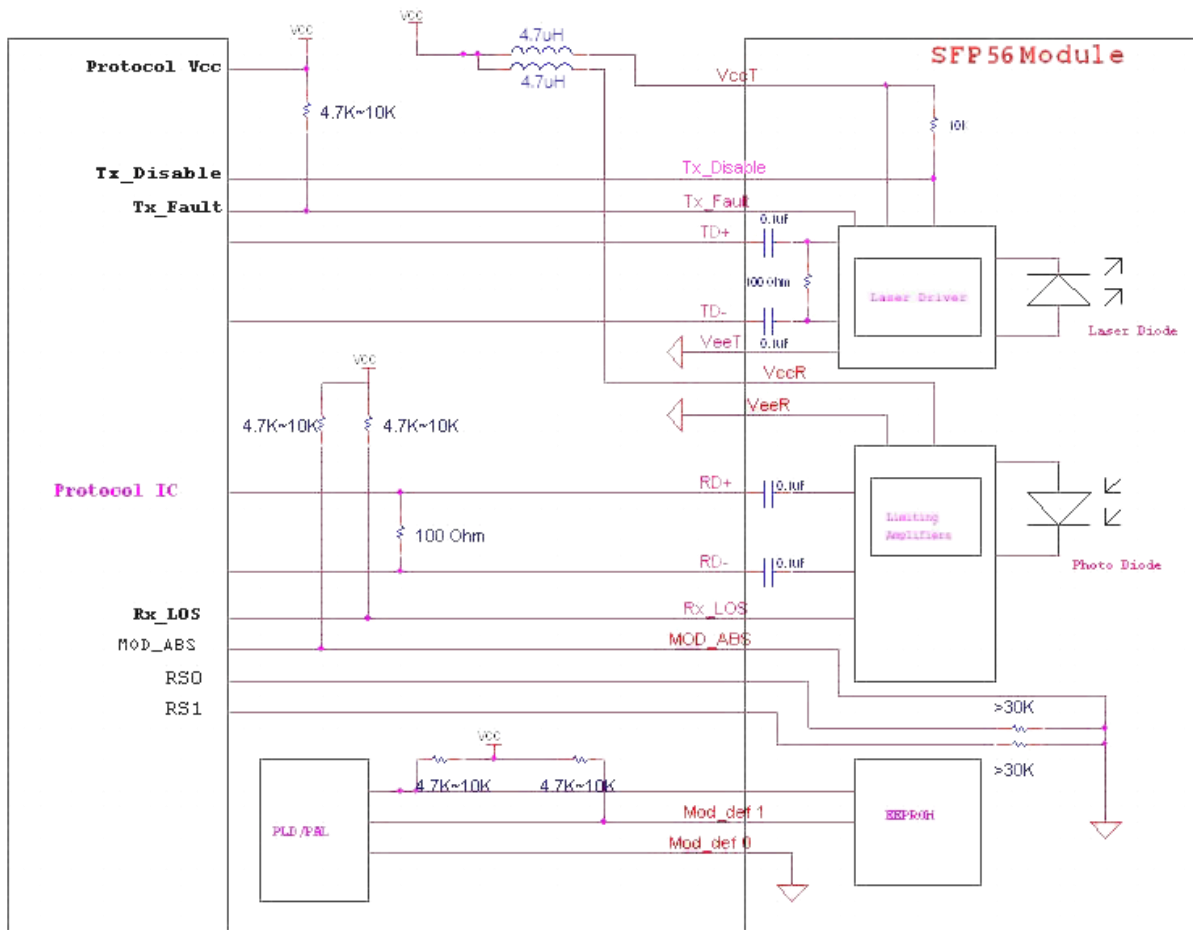 VCC
VCC
4.7uH
4.7uH
SFP56 Module
Protocol Vcc
VccT
4.7K~10K
10K
Tx_Disable
Tx_Disable
Tx_Fault
Tx_Fault
0.1uF
TD+
100 Ohm
Laser Driver
TD-
0.1uF
Laser Diode
VeeT
VCC
VccR
VeeR
4.7K~10K
4.7K~10K
Protocol IC
RD+
0.1uF
100 Ohm
Limiting
Amplifiers
RD-
0.1uF
Photo Diode
Rx_LOS
Rx_LOS
MOD_ABS
MOD_ABS
RS0
RS1
>30K
VCC
>30K
4.7K~10K
4.7K~10K
PLD/PAL
Mod_def 1
EEPROM
Mod_def 0